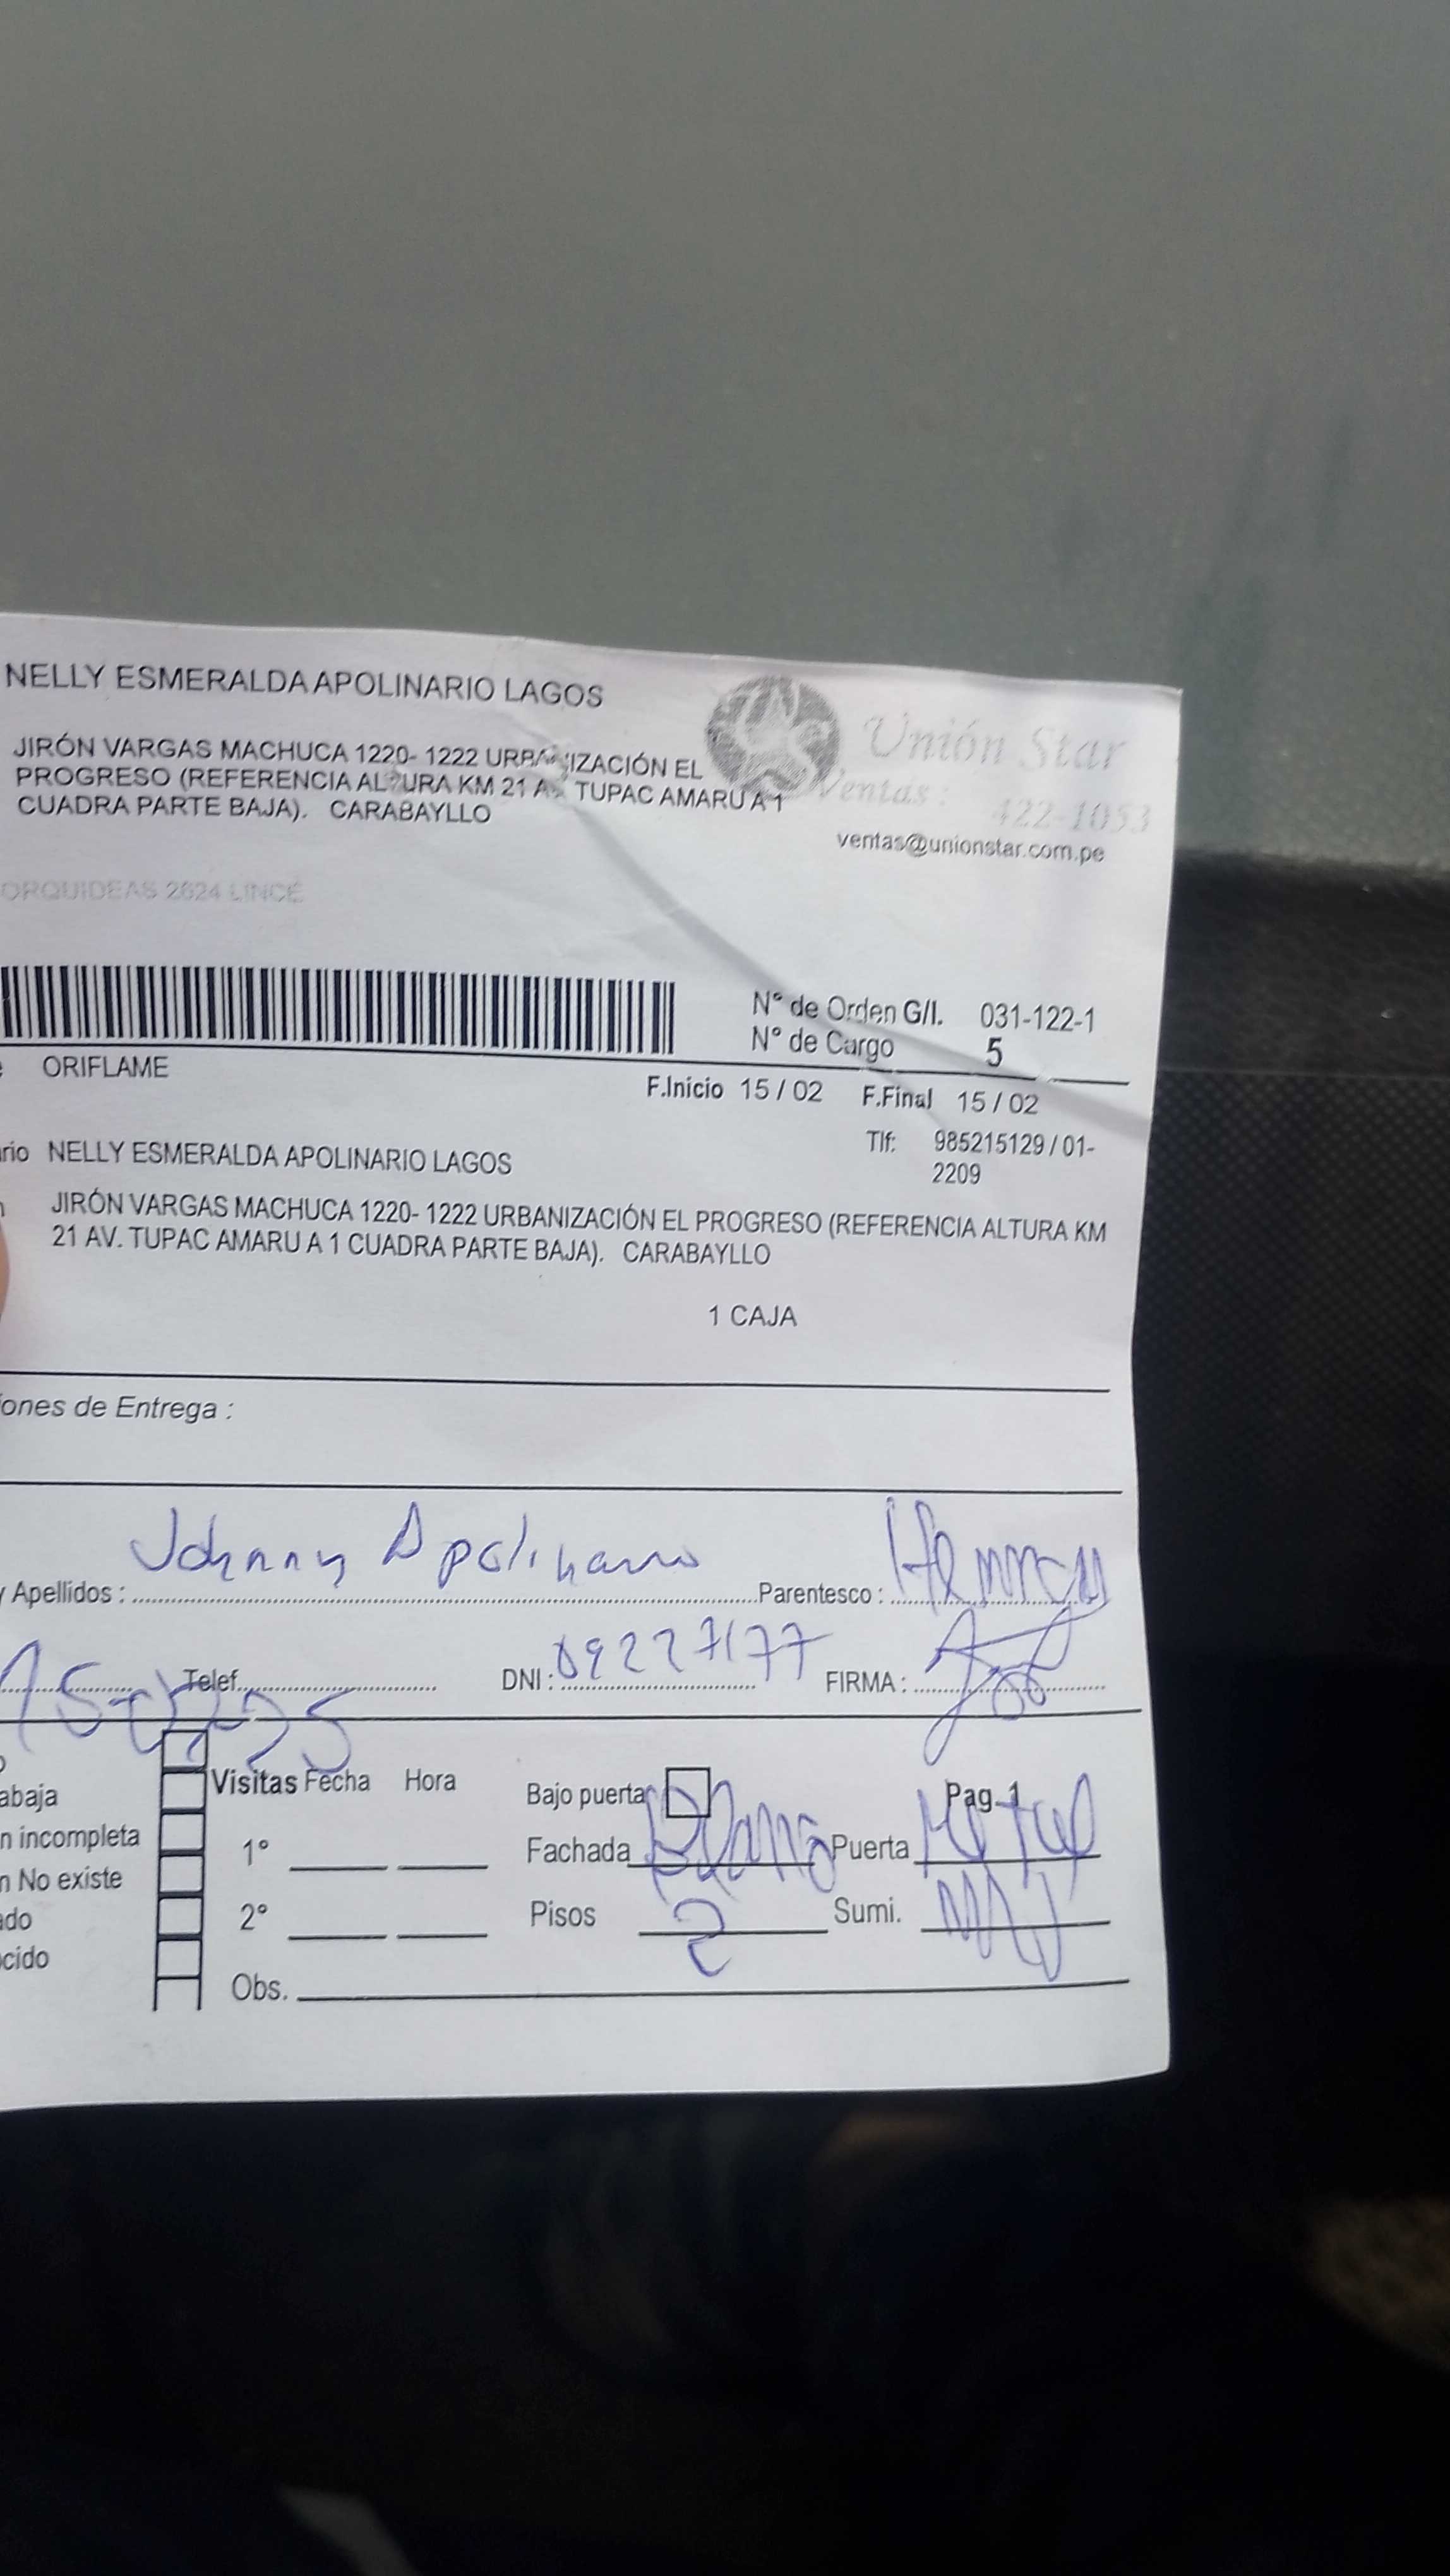 NELLY ESMERALDA APOLINARIO LAGOS
Unión Star
JIRÓN VARGAS MACHUCA 1220- 1222 URBANIZACIÓN EL
PROGRESO (REFERENCIA ALTURA KM 21 AV. TUPAC AMARU A 1
CUADRA PARTE BAJA). CARABAYLLO
Ventas :
422-1053
ventas@unionstar.com.pe
ORQUIDEAS 2624 LINCE
N° de Orden G/I. 031-122-1
N° de Cargo 5
ORIFLAME
F.Inicio 15 / 02 F.Final 15 / 02
Tlf: 985215129 / 01-
2209
rio NELLY ESMERALDA APOLINARIO LAGOS
JIRÓN VARGAS MACHUCA 1220- 1222 URBANIZACIÓN EL PROGRESO (REFERENCIA ALTURA KM
21 AV. TUPAC AMARU A 1 CUADRA PARTE BAJA). CARABAYLLO
1 CAJA
ones de Entrega :
y Apellidos : Johnny Apolinario Parentesco :
Telef. DNI : 09227177 FIRMA :
Visitas Fecha Hora Bajo puerta Pag-1
abaja
n incompleta 1° Fachada Blanco Puerta Metal
n No existe
ado 2° Pisos 2 Sumi.
cido
Obs.